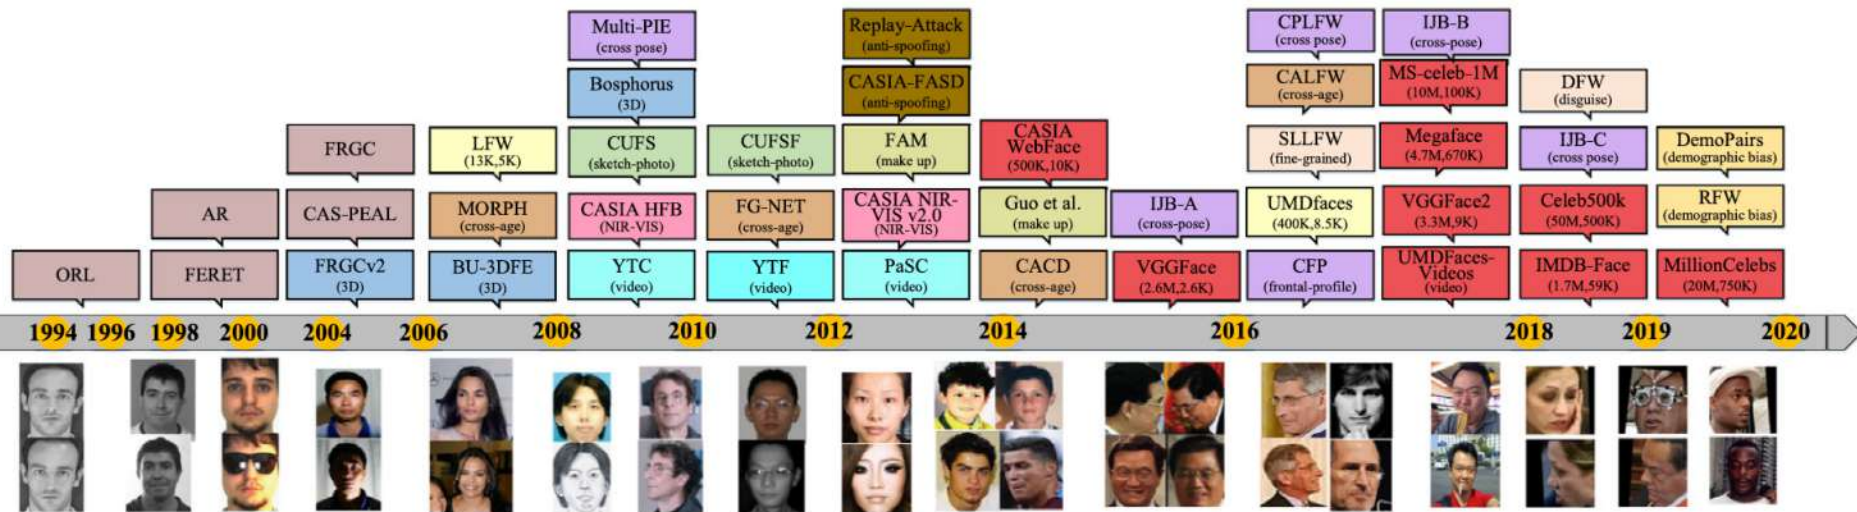 Multi-PIE
(cross pose)
Replay-Attack
(anti-spoofing)
CPLFW
(cross pose)
IJB-B
(cross-pose)
Bosphorus
(3D)
CASIA-FASD
(anti-spoofing)
CALFW
(cross-age)
MS-celeb-1M
(10M,100K)
DFW
(disguise)
FRGC
LFW
(13K,5K)
CUFS
(sketch-photo)
CUFSF
(sketch-photo)
FAM
(make up)
CASIA
WebFace
(500K,10K)
SLLFW
(fine-grained)
Megaface
(4.7M,670K)
IJB-C
(cross pose)
DemoPairs
(demographic bias)
AR
CAS-PEAL
MORPH
(cross-age)
CASIA HFB
(NIR-VIS)
FG-NET
(cross-age)
CASIA NIR-
VIS v2.0
(NIR-VIS)
Guo et al.
(make up)
IJB-A
(cross-pose)
UMDfaces
(400K,8.5K)
VGGFace2
(3.3M,9K)
Celeb500k
(50M,500K)
RFW
(demographic bias)
ORL
FERET
FRGCv2
(3D)
BU-3DFE
(3D)
YTC
(video)
YTF
(video)
PaSC
(video)
CACD
(cross-age)
VGGFace
(2.6M,2.6K)
CFP
(frontal-profile)
UMDFaces-
Videos
(video)
IMDB-Face
(1.7M,59K)
MillionCelebs
(20M,750K)
1994 1996 1998 2000 2004 2006 2008 2010 2012 2014 2016 2018 2019 2020